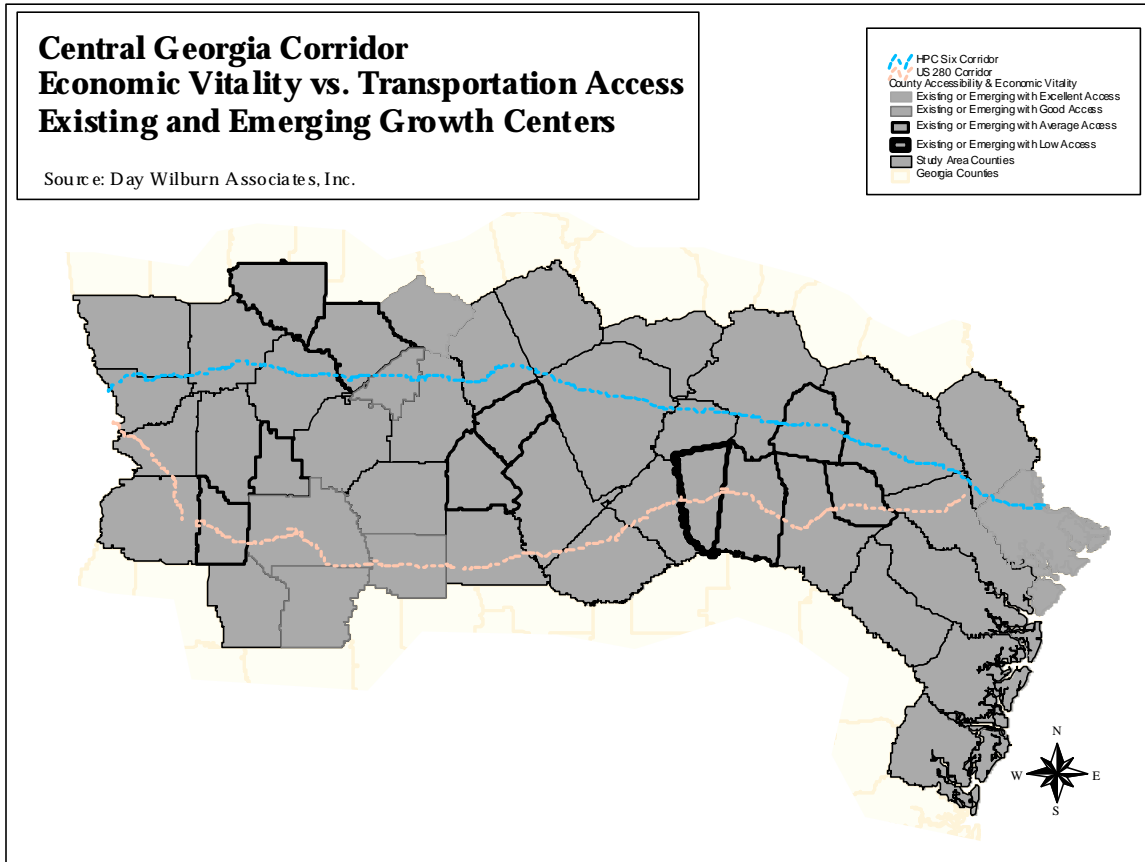 Central Georgia Corridor
Economic Vitality vs. Transportation Access
Existing and Emerging Growth Centers
Source: Day Wilburn Associates, Inc.
HPC Six Corridor
US 280 Corridor
County Accessibility & Economic Vitality
Existing or Emerging with Excellent Access
Existing or Emerging with Good Access
Existing or Emerging with Average Access
Existing or Emerging with Low Access
Study Area Counties
Georgia Counties
N
W E
S